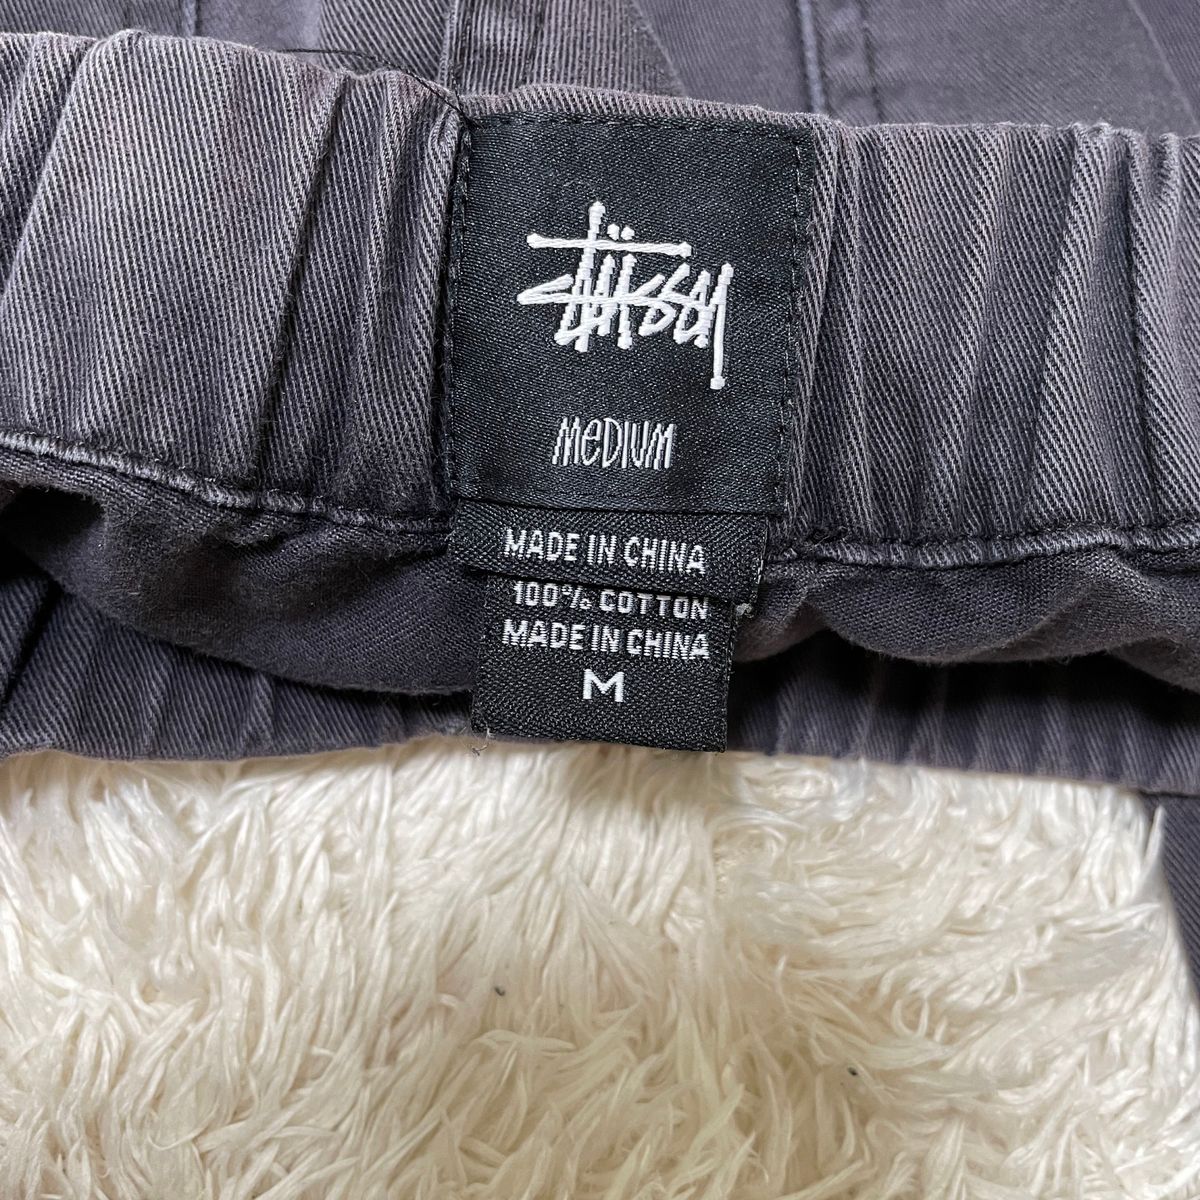 Stüssy
MEDIUM
MADE IN CHINA
100% COTTON
MADE IN CHINA
M